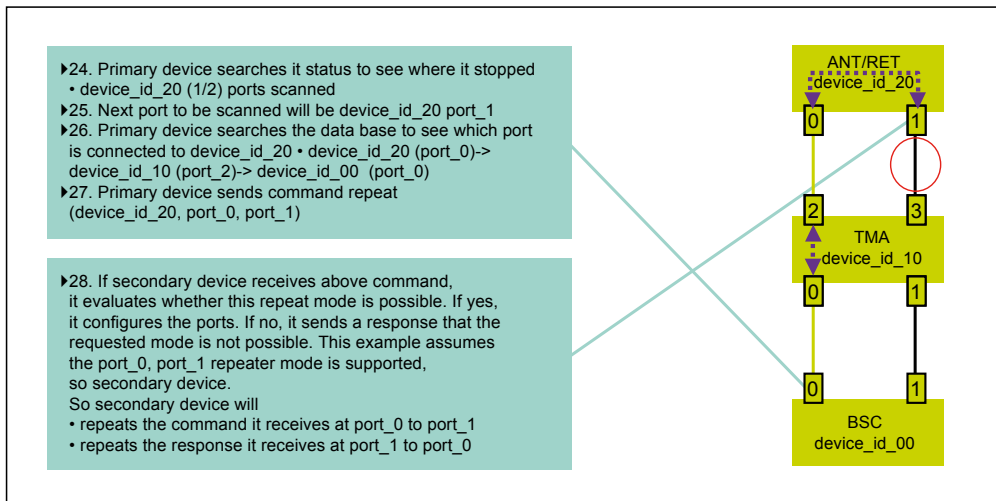 ▸24. Primary device searches it status to see where it stopped
• device_id_20 (1/2) ports scanned
▸25. Next port to be scanned will be device_id_20 port_1
▸26. Primary device searches the data base to see which port
is connected to device_id_20 • device_id_20 (port_0)->
device_id_10 (port_2)-> device_id_00 (port_0)
▸27. Primary device sends command repeat
(device_id_20, port_0, port_1)
▸28. If secondary device receives above command,
it evaluates whether this repeat mode is possible. If yes,
it configures the ports. If no, it sends a response that the
requested mode is not possible. This example assumes
the port_0, port_1 repeater mode is supported,
so secondary device.
So secondary device will
• repeats the command it receives at port_0 to port_1
• repeats the response it receives at port_1 to port_0
ANT/RET
device_id_20
0 1
2 3
TMA
device_id_10
0 1
0 1
BSC
device_id_00